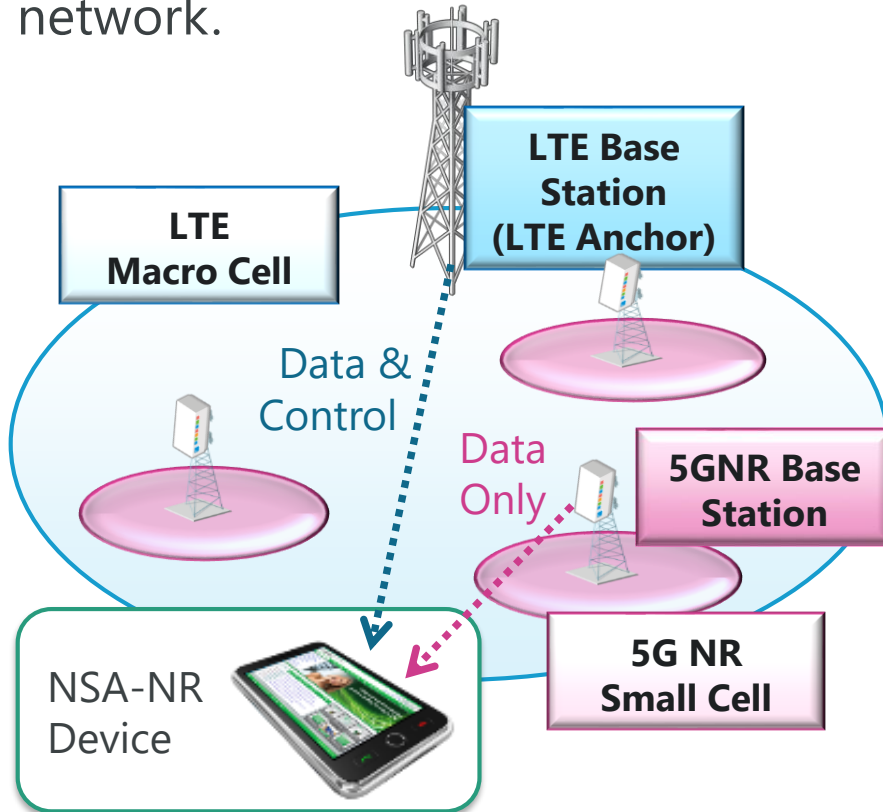 network.
LTE Base
Station
(LTE Anchor)
LTE
Macro Cell
Data &
Control
Data
Only
5GNR Base
Station
5G NR
Small Cell
NSA-NR
Device